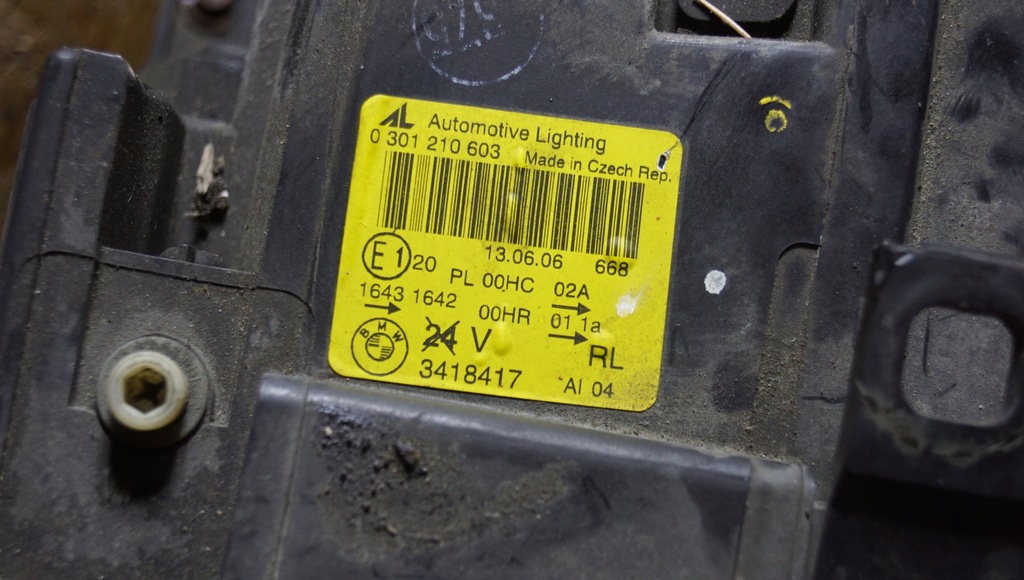 AL Automotive Lighting
0 301 210 603 Made in Czech Rep.
13.06.06 668
E1 20 PL 00HC 02A
1643 1642 00HR 01 1a
BMW 24 V RL
3418417 AI 04